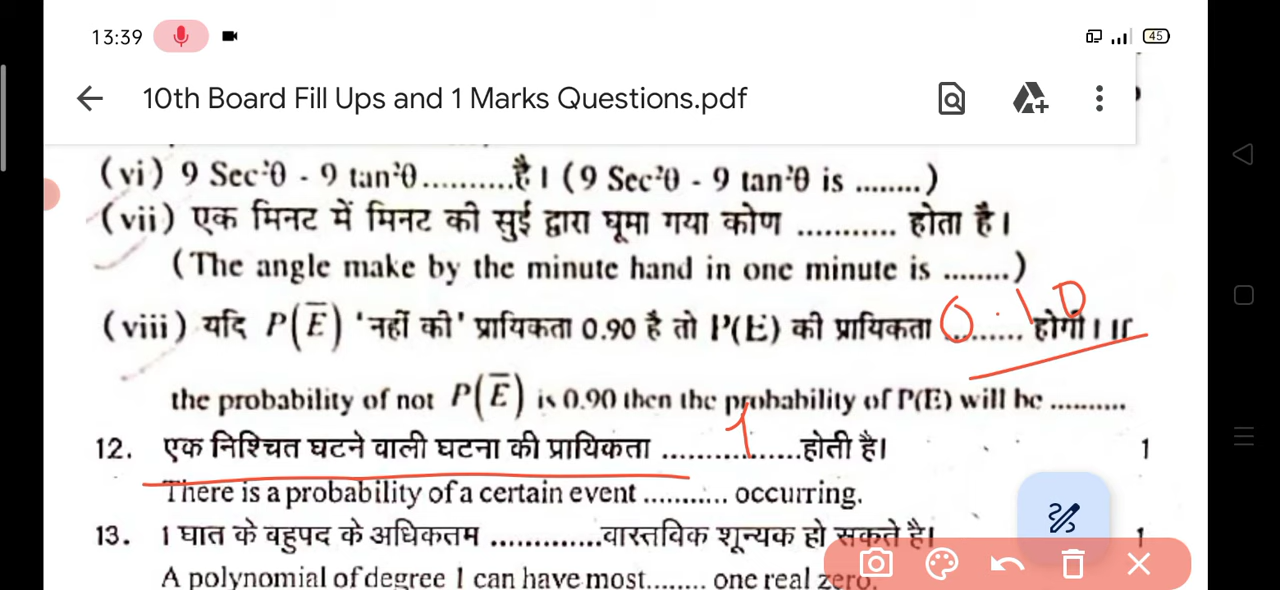 13:39 45
10th Board Fill Ups and 1 Marks Questions.pdf
(vi) 9 Sec²θ - 9 tan²θ..........है। (9 Sec²θ - 9 tan²θ is ........)
(vii) एक मिनट में मिनट की सुई द्वारा घूमा गया कोण ........... होता है।
(The angle make by the minute hand in one minute is ........)
(viii) यदि P(E̅) 'नहीं की' प्रायिकता 0.90 है तो P(E) की प्रायिकता 0.10 ......... होगी। If
the probability of not P(E̅) is 0.90 then the probability of P(E) will be ..........
12. एक निश्चित घटने वाली घटना की प्रायिकता ...........1......होती है। 1
There is a probability of a certain event ........... occurring.
13. 1 घात के बहुपद के अधिकतम ..............वास्तविक शून्यक हो सकते है। 1
A polynomial of degree 1 can have most........ one real zero.